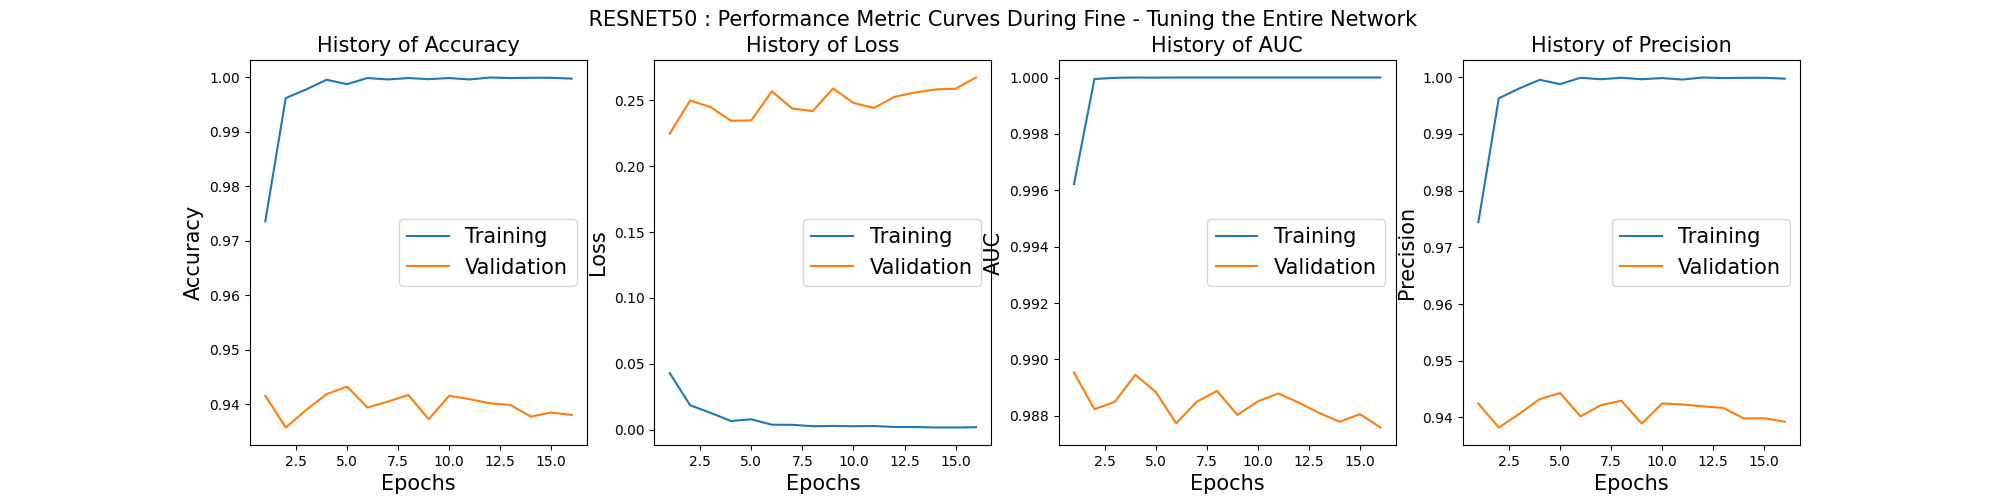 RESNET50 : Performance Metric Curves During Fine - Tuning the Entire Network
History of Accuracy
1.00
0.99
0.98
0.97
0.96
0.95
0.94
Accuracy
Training
Validation
2.5 5.0 7.5 10.0 12.5 15.0
Epochs
History of Loss
0.25
0.20
0.15
0.10
0.05
0.00
Loss
Training
Validation
2.5 5.0 7.5 10.0 12.5 15.0
Epochs
History of AUC
1.000
0.998
0.996
0.994
0.992
0.990
0.988
AUC
Training
Validation
2.5 5.0 7.5 10.0 12.5 15.0
Epochs
History of Precision
1.00
0.99
0.98
0.97
0.96
0.95
0.94
Precision
Training
Validation
2.5 5.0 7.5 10.0 12.5 15.0
Epochs